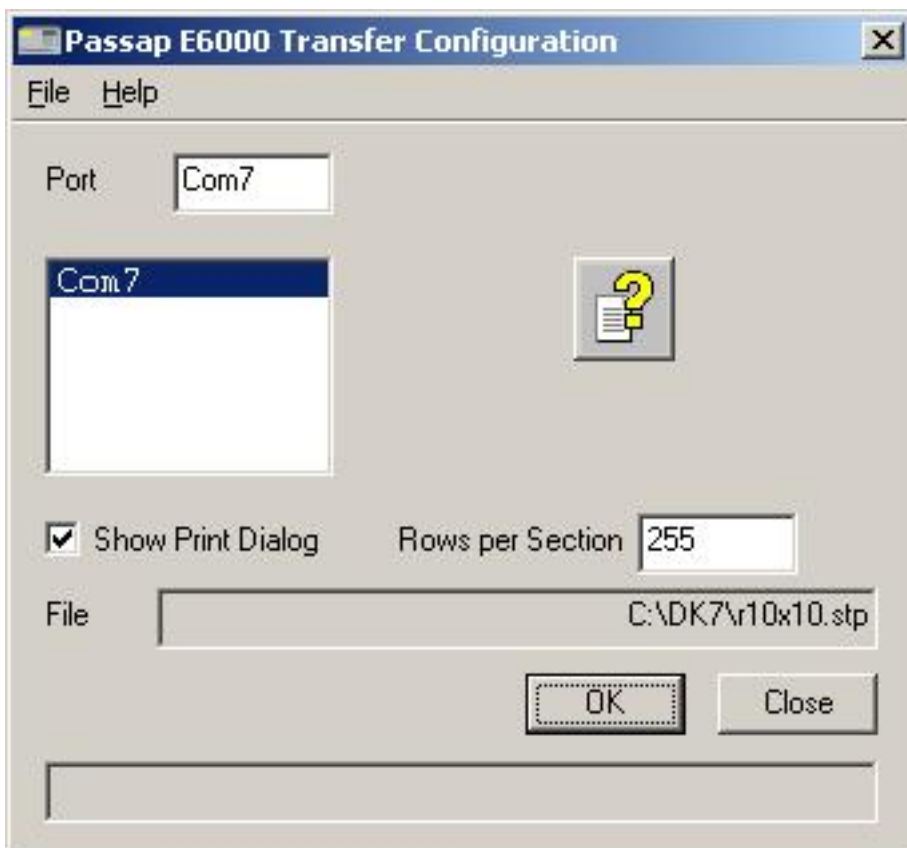 Passap E6000 Transfer Configuration
File Help
Port Com7
Com7
Show Print Dialog Rows per Section 255
File C:\DK7\r10x10.stp
OK Close